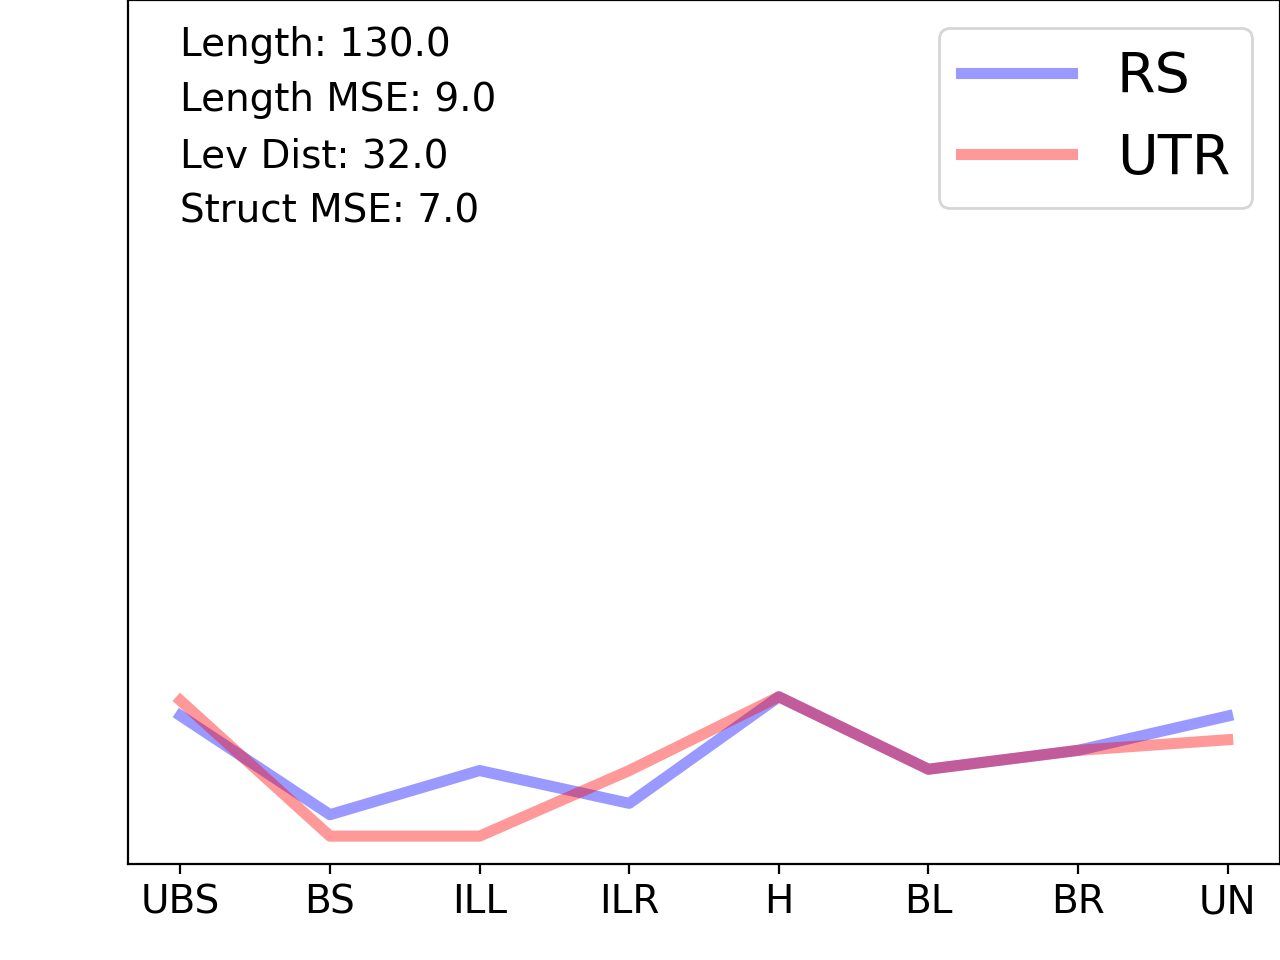 Length: 130.0
Length MSE: 9.0
Lev Dist: 32.0
Struct MSE: 7.0
RS
UTR
UBS BS ILL ILR H BL BR UN